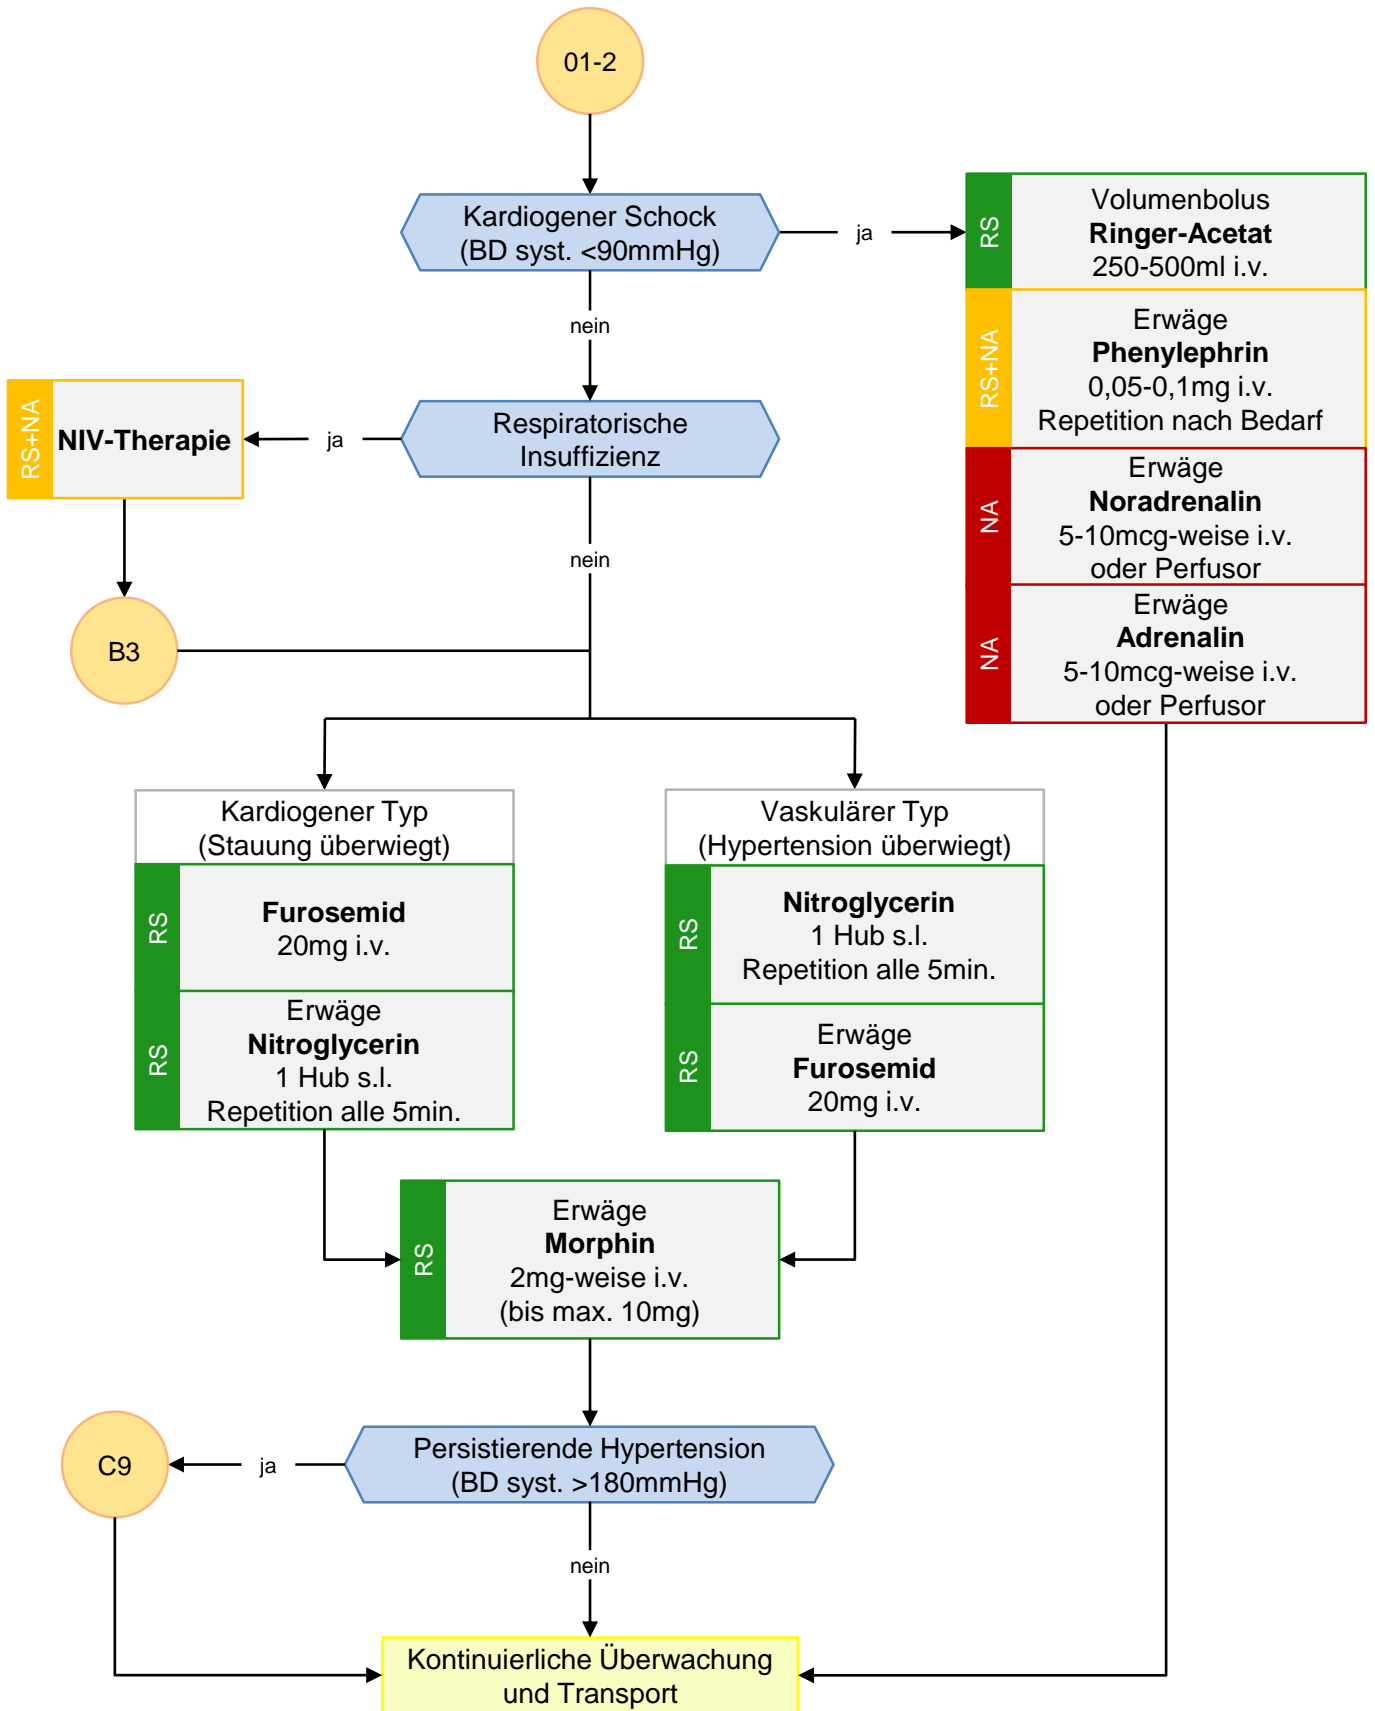 01-2
Kardiogener Schock
(BD syst. <90mmHg)
ja
RS
Volumenbolus
Ringer-Acetat
250-500ml i.v.
RS+NA
Erwäge
Phenylephrin
0,05-0,1mg i.v.
Repetition nach Bedarf
NA
Erwäge
Noradrenalin
5-10mcg-weise i.v.
oder Perfusor
NA
Erwäge
Adrenalin
5-10mcg-weise i.v.
oder Perfusor
nein
Respiratorische
Insuffizienz
ja
RS+NA
NIV-Therapie
B3
nein
Kardiogener Typ
(Stauung überwiegt)
RS
Furosemid
20mg i.v.
RS
Erwäge
Nitroglycerin
1 Hub s.l.
Repetition alle 5min.
Vaskulärer Typ
(Hypertension überwiegt)
RS
Nitroglycerin
1 Hub s.l.
Repetition alle 5min.
RS
Erwäge
Furosemid
20mg i.v.
RS
Erwäge
Morphin
2mg-weise i.v.
(bis max. 10mg)
Persistierende Hypertension
(BD syst. >180mmHg)
ja
C9
nein
Kontinuierliche Überwachung
und Transport